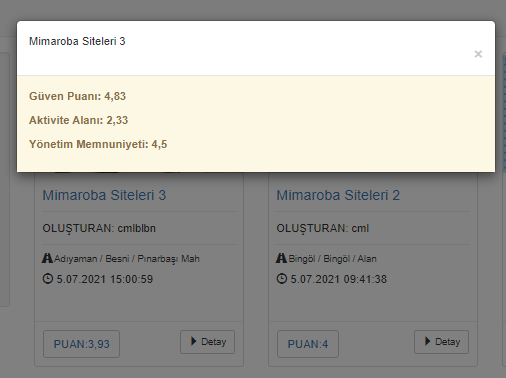 Mimaroba Siteleri 3
×
Güven Puanı: 4,83
Aktivite Alanı: 2,33
Yönetim Memnuniyeti: 4,5
Mimaroba Siteleri 3
OLUŞTURAN: cmlblbn
Adıyaman / Besni / Pınarbaşı Mah
5.07.2021 15:00:59
PUAN:3,93
Detay
Mimaroba Siteleri 2
OLUŞTURAN: cml
Bingöl / Bingöl / Alan
5.07.2021 09:41:38
PUAN:4
Detay